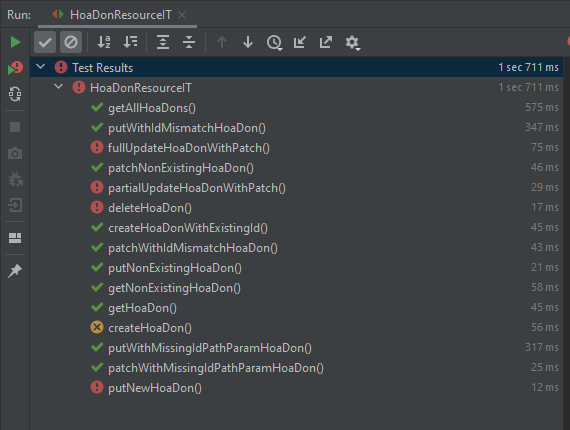 Run: HoaDonResourceIT
Test Results 1 sec 711 ms
HoaDonResourceIT 1 sec 711 ms
getAllHoaDons() 575 ms
putWithIdMismatchHoaDon() 347 ms
fullUpdateHoaDonWithPatch() 75 ms
patchNonExistingHoaDon() 46 ms
partialUpdateHoaDonWithPatch() 29 ms
deleteHoaDon() 17 ms
createHoaDonWithExistingId() 45 ms
patchWithIdMismatchHoaDon() 43 ms
putNonExistingHoaDon() 21 ms
getNonExistingHoaDon() 58 ms
getHoaDon() 45 ms
createHoaDon() 56 ms
putWithMissingIdPathParamHoaDon() 317 ms
patchWithMissingIdPathParamHoaDon() 25 ms
putNewHoaDon() 12 ms